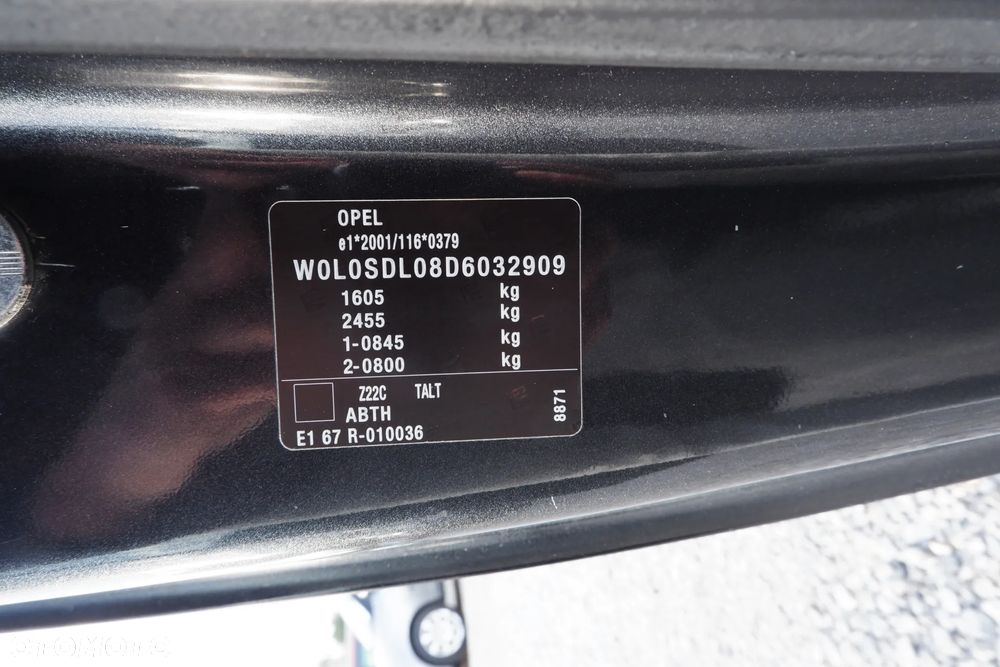 OPEL
e1*2001/116*0379
W0L0SDL08D6032909
1605 kg
2455 kg
1-0845 kg
2-0800 kg
Z22C TALT
ABTH
8871
E1 67 R-010036
OTOMOTO